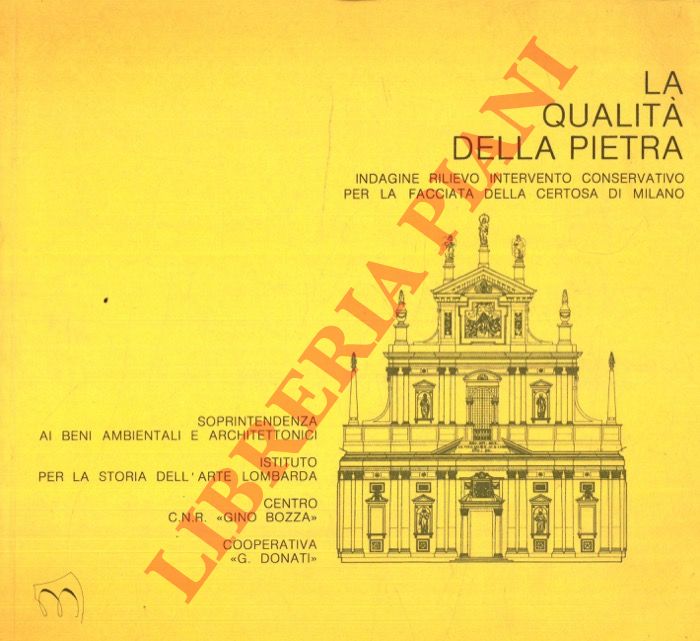 LA
QUALITÀ
DELLA PIETRA
INDAGINE RILIEVO INTERVENTO CONSERVATIVO
PER LA FACCIATA DELLA CERTOSA DI MILANO
SOPRINTENDENZA
AI BENI AMBIENTALI E ARCHITETTONICI
ISTITUTO
PER LA STORIA DELL'ARTE LOMBARDA
CENTRO
C.N.R. «GINO BOZZA»
COOPERATIVA
«G. DONATI»
LIBRERIA PIANI